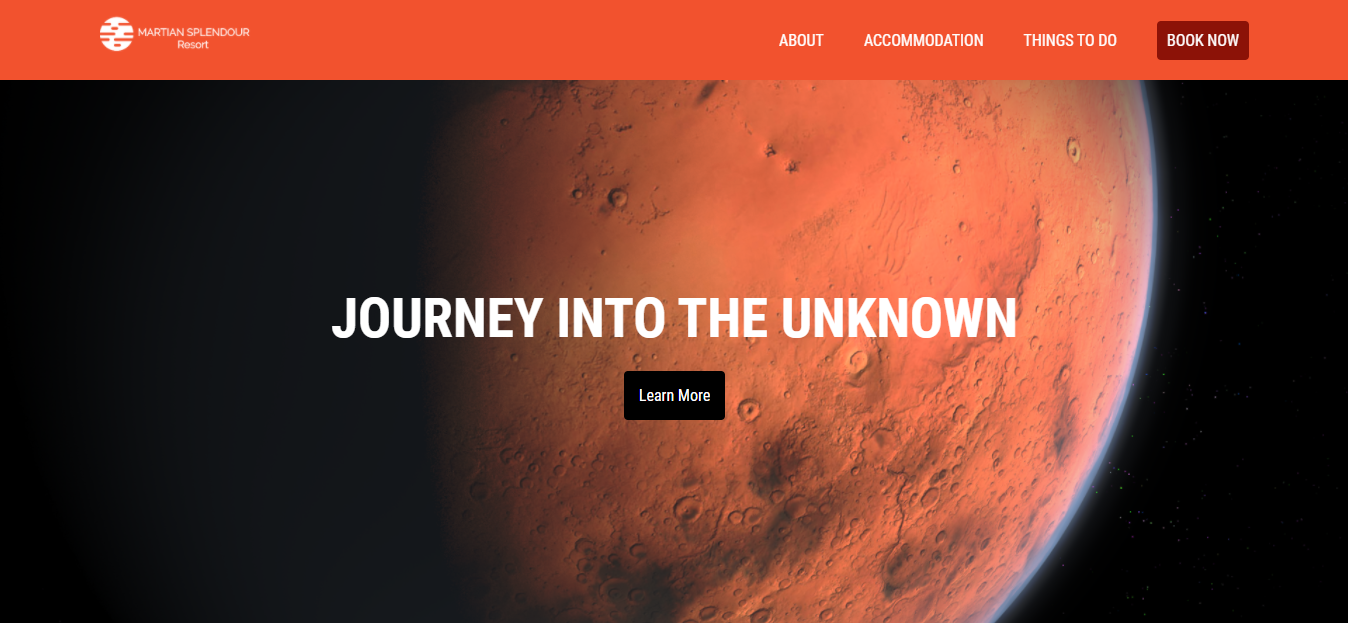 MARTIAN SPLENDOUR
Resort
ABOUT
ACCOMMODATION
THINGS TO DO
BOOK NOW
JOURNEY INTO THE UNKNOWN
Learn More